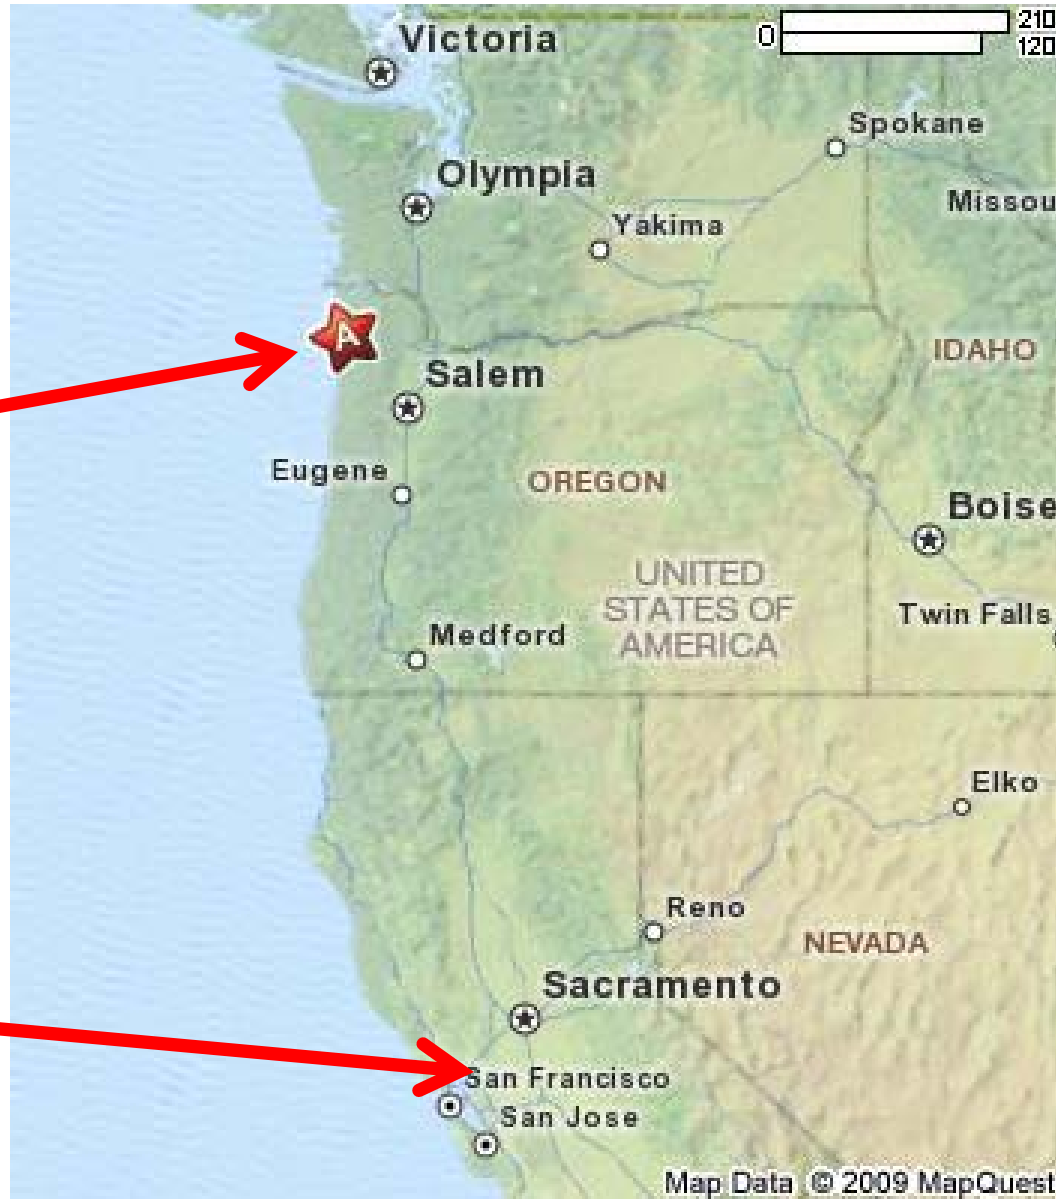 210
0
120
Victoria
Spokane
Olympia
Missou
Yakima
A
IDAHO
Salem
Eugene
OREGON
Boise
UNITED
STATES OF
AMERICA
Twin Falls
Medford
Elko
Reno
NEVADA
Sacramento
San Francisco
San Jose
Map Data © 2009 MapQuest